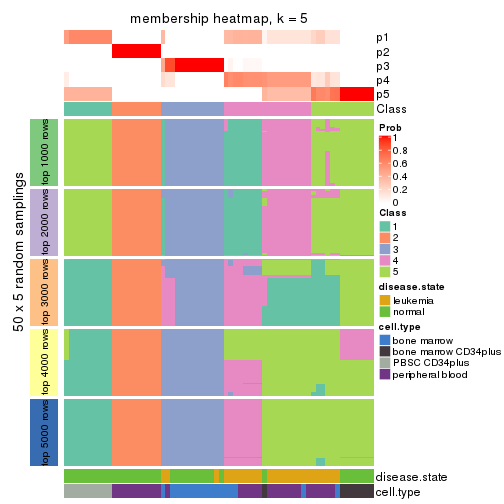 membership heatmap, k = 5
p1
p2
p3
p4
p5
Class
50 x 5 random samplings
top 1000 rows
top 2000 rows
top 3000 rows
top 4000 rows
top 5000 rows
disease.state
cell.type
Prob
1
0.8
0.6
0.4
0.2
0
Class
1
2
3
4
5
disease.state
leukemia
normal
cell.type
bone marrow
bone marrow CD34plus
PBSC CD34plus
peripheral blood